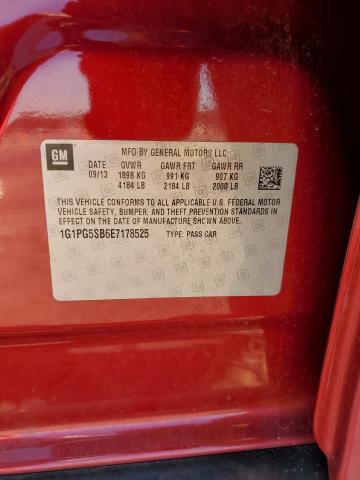 GM
MFD BY GENERAL MOTORS LLC
DATE GVWR GAWR FRT GAWR RR
09/13 1898 KG 991 KG 907 KG
4184 LB 2184 LB 2000 LB
THIS VEHICLE CONFORMS TO ALL APPLICABLE U.S. FEDERAL MOTOR
VEHICLE SAFETY, BUMPER, AND THEFT PREVENTION STANDARDS
IN EFFECT ON THE DATE OF MANUFACTURE SHOWN ABOVE.
1G1PG5SB6E7178525 TYPE: PASS CAR